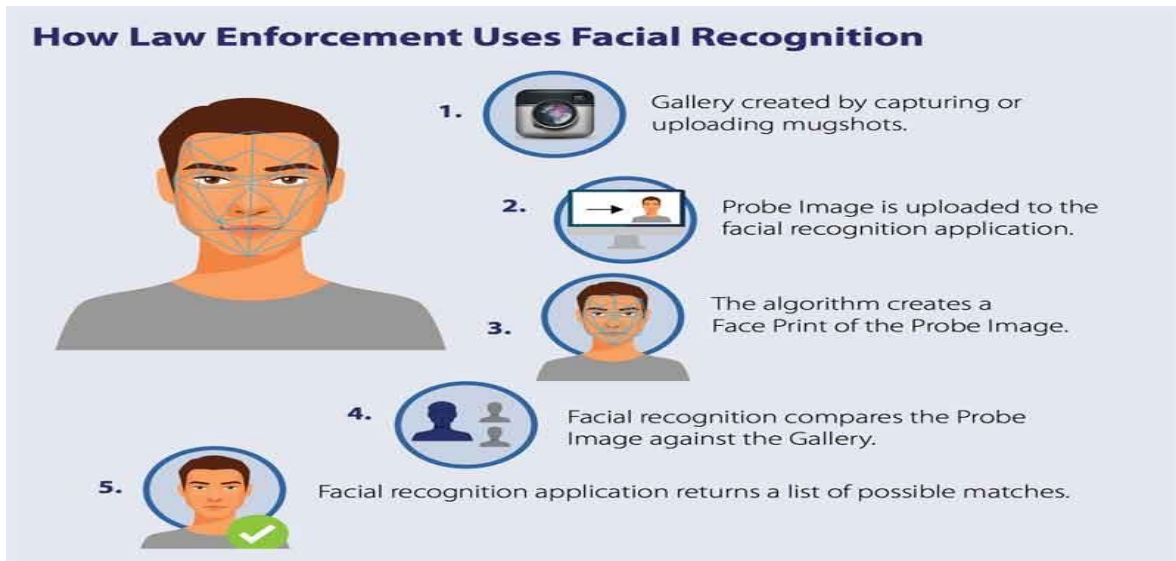 How Law Enforcement Uses Facial Recognition
1.
Gallery created by capturing or
uploading mugshots.
2.
Probe Image is uploaded to the
facial recognition application.
3.
The algorithm creates a
Face Print of the Probe Image.
4.
Facial recognition compares the Probe
Image against the Gallery.
5.
Facial recognition application returns a list of possible matches.